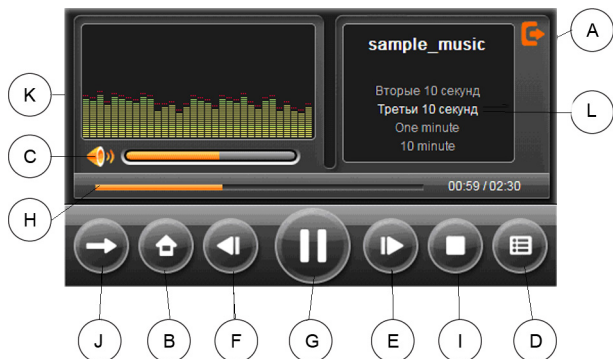 A
sample_music
K
Вторые 10 секунд
Третьи 10 секунд
L
One minute
C
10 minute
H
00:59 / 02:30
J
B
F
G
E
I
D